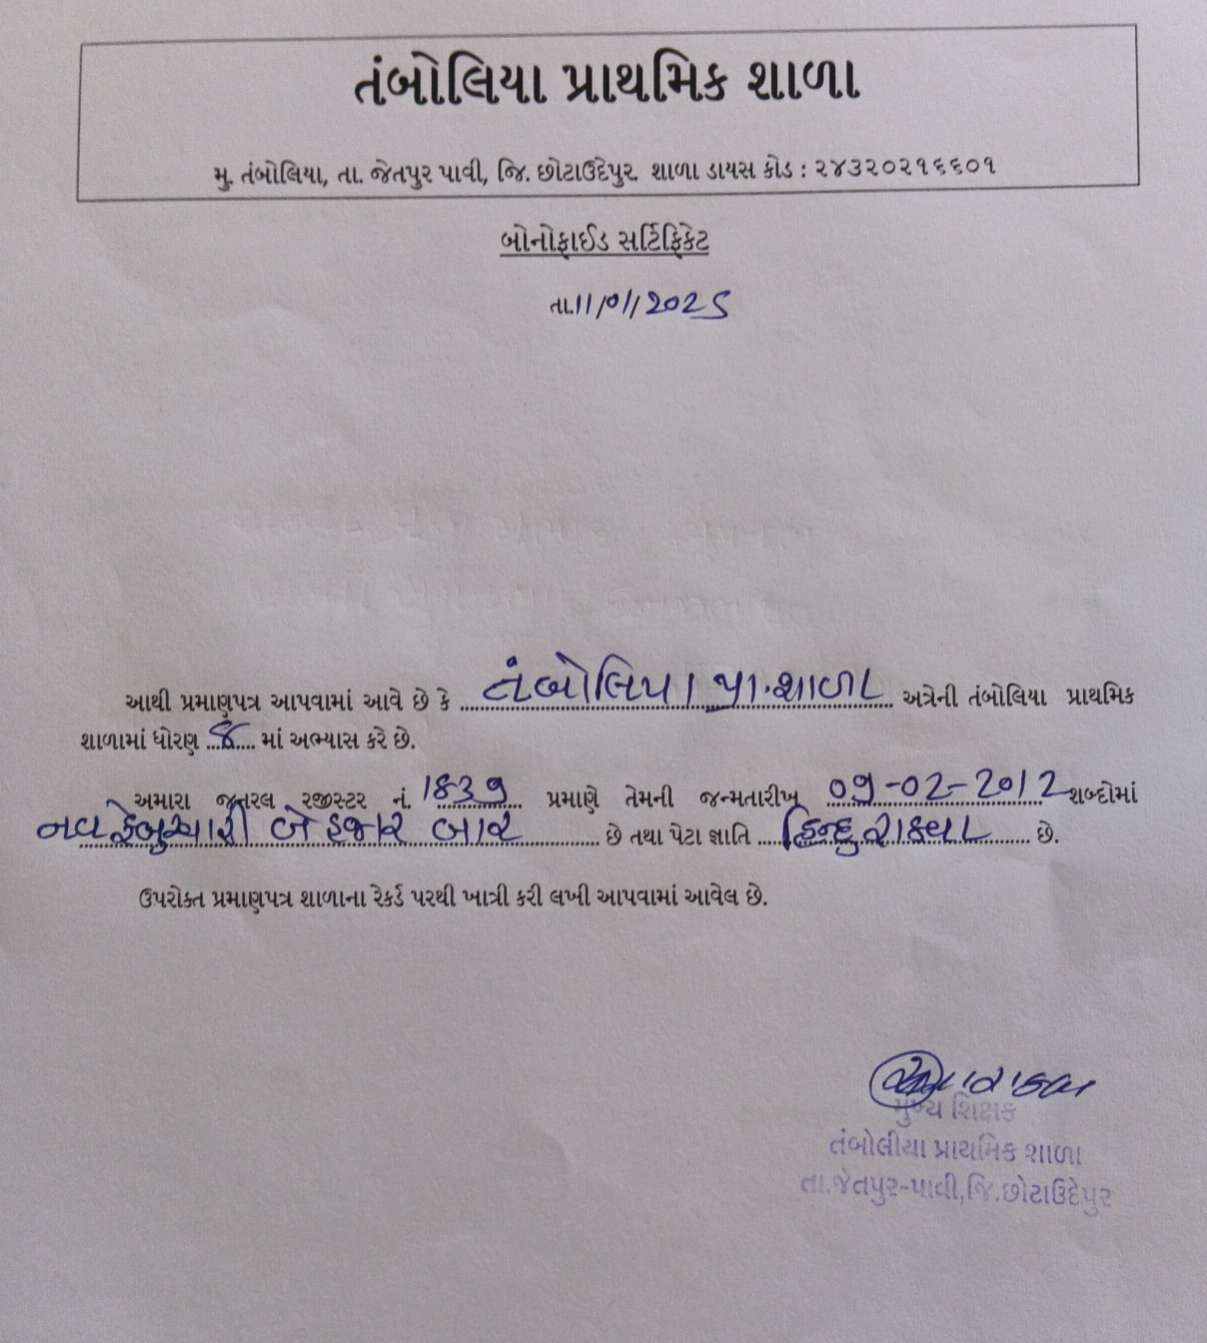 તંબોલિયા પ્રાથમિક શાળા
મુ. તંબોલિયા, તા. જેતપુર પાવી, જિ. છોટાઉદેપુર. શાળા ડાયસ કોડ : ૨૪૩૨૦૨૧૬૬૦૧
બોનોફાઈડ સર્ટિફિકેટ
તા.11/01/2025
આથી પ્રમાણપત્ર આપવામાં આવે છે કે તંબોલિયા પ્રા.શાળા અત્રેની તંબોલિયા પ્રાથમિક
શાળામાં ધોરણ 8 માં અભ્યાસ કરે છે.
અમારા જનરલ રજીસ્ટર નં. 1839 પ્રમાણે તેમની જન્મતારીખ 09-02-2012 શબ્દોમાં
નવ ફેબ્રુઆરી બે હજાર બાર છે તથા પેટા જ્ઞાતિ હિન્દુ રાઠવા છે.
ઉપરોક્ત પ્રમાણપત્ર શાળાના રેકર્ડ પરથી ખાત્રી કરી લખી આપવામાં આવેલ છે.
મુખ્ય શિક્ષક
તંબોલીયા પ્રાથમિક શાળા
તા.જેતપુર-પાવી,જિ.છોટાઉદેપુર